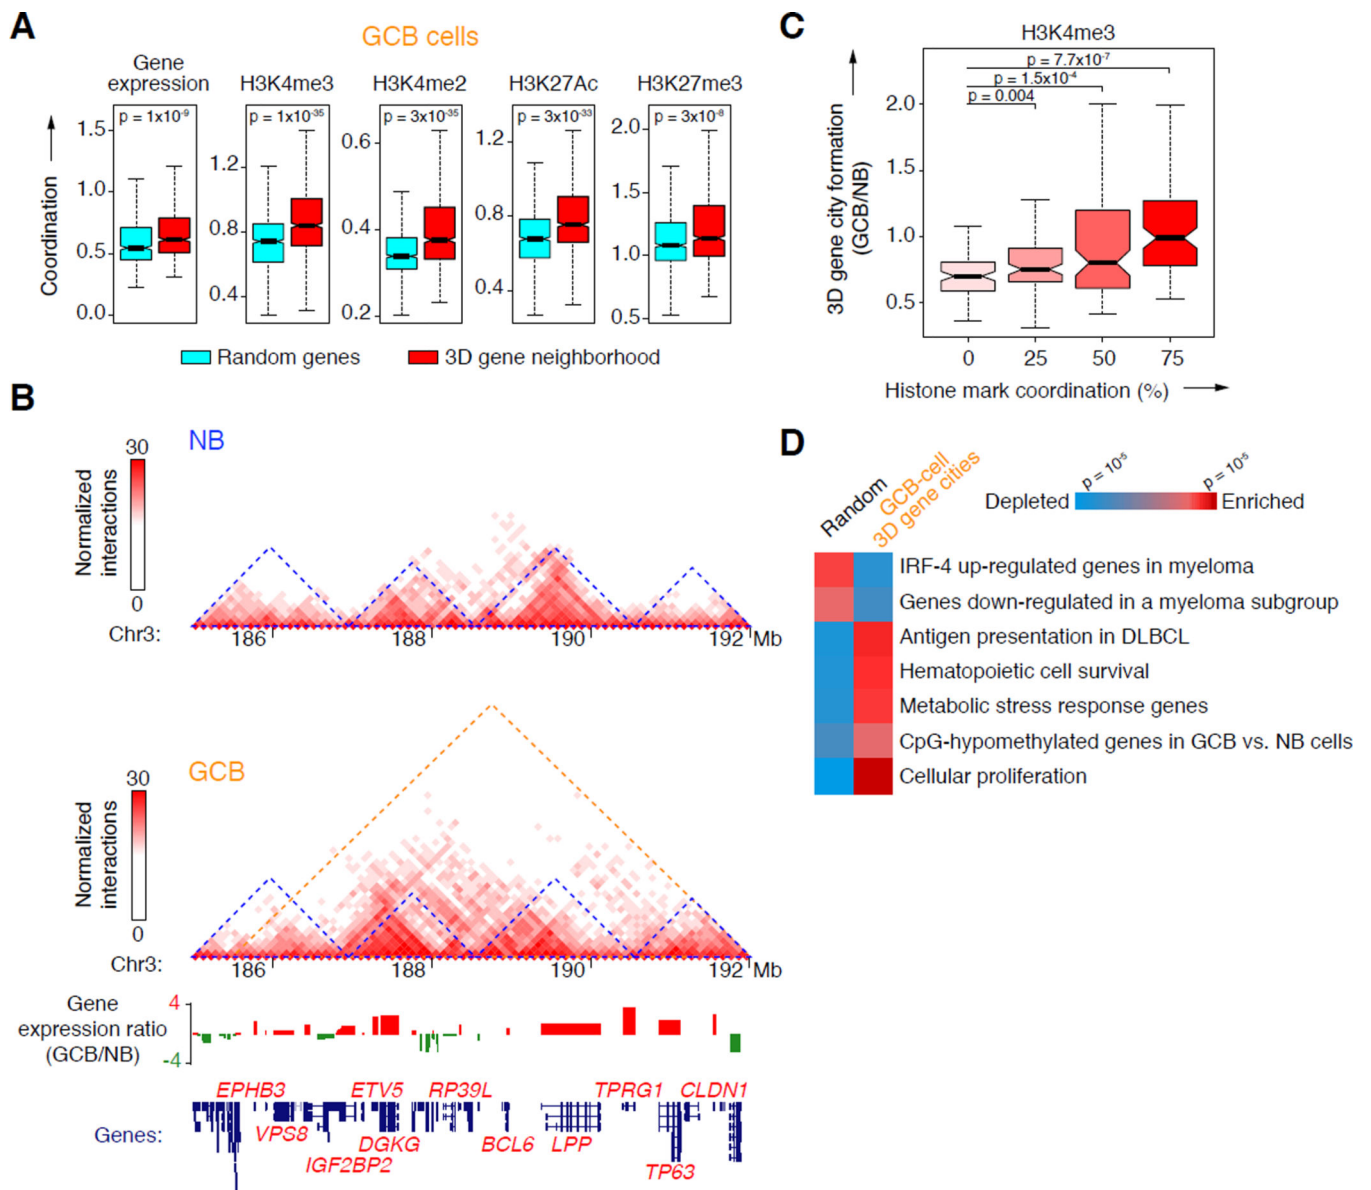 A
GCB cells
Gene
expression
H3K4me3
H3K4me2
H3K27Ac
H3K27me3
Coordination
p = 1x10-9
p = 1x10-35
p = 3x10-35
p = 3x10-33
p = 3x10-8
1.5
1.0
0.5
0.0
1.2
0.8
0.4
0.6
0.4
0.2
1.2
0.8
0.4
2.0
1.5
1.0
0.5
Random genes
3D gene neighborhood
B
NB
30
Normalized
interactions
0
Chr3:
186
188
190
192 Mb
GCB
30
Normalized
interactions
0
Chr3:
186
188
190
192 Mb
Gene
expression ratio
(GCB/NB)
4
-4
EPHB3
ETV5
RP39L
TPRG1
CLDN1
Genes:
VPS8
DGKG
BCL6
LPP
IGF2BP2
TP63
C
H3K4me3
3D gene city formation
(GCB/NB)
p = 7.7x10-7
p = 1.5x10-4
p = 0.004
2.0
1.5
1.0
0.5
0
25
50
75
Histone mark coordination (%)
D
Random
GCB-cell
3D gene cities
p = 10-5
p = 10-5
Depleted
Enriched
IRF-4 up-regulated genes in myeloma
Genes down-regulated in a myeloma subgroup
Antigen presentation in DLBCL
Hematopoietic cell survival
Metabolic stress response genes
CpG-hypomethylated genes in GCB vs. NB cells
Cellular proliferation